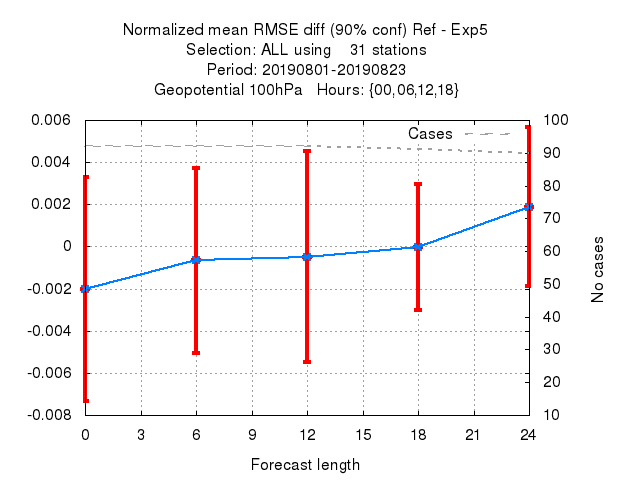 Normalized mean RMSE diff (90% conf) Ref - Exp5
Selection: ALL using    31 stations
Period: 20190801-20190823
Geopotential 100hPa   Hours: {00,06,12,18}
Cases
0.006
0.004
0.002
0
-0.002
-0.004
-0.006
-0.008
100
90
80
70
60
50
40
30
20
10
No cases
0 3 6 9 12 15 18 21 24
Forecast length